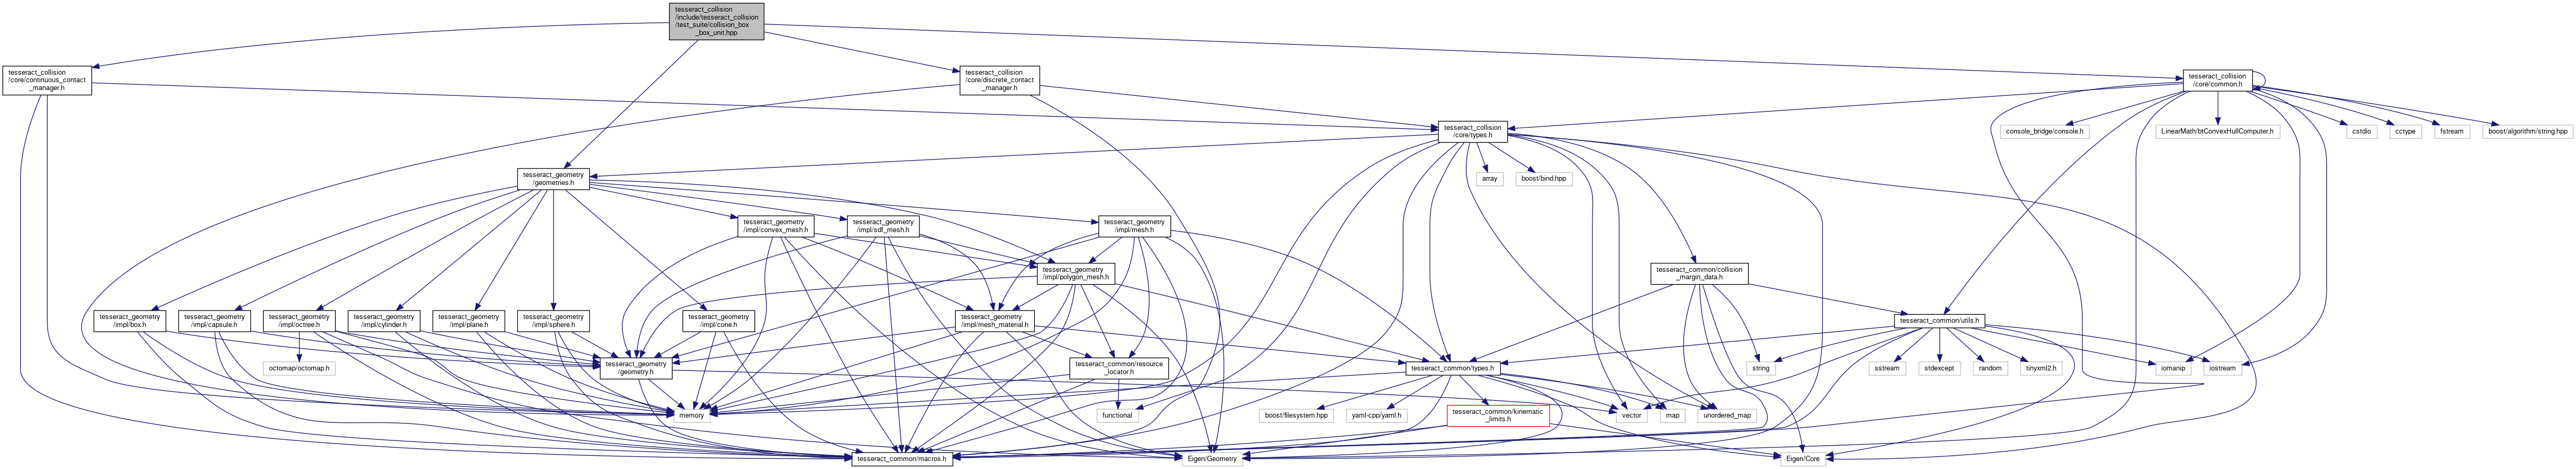 tesseract_collision
/include/tesseract_collision
/test_suite/collision_box
_box_unit.hpp
tesseract_collision
/core/continuous_contact
_manager.h
tesseract_collision
/core/discrete_contact
_manager.h
tesseract_collision
/core/common.h
tesseract_collision
/core/types.h
console_bridge/console.h
LinearMath/btConvexHullComputer.h
cstdio
cctype
fstream
boost/algorithm/string.hpp
tesseract_geometry
/geometries.h
array
boost/bind.hpp
tesseract_geometry
/impl/convex_mesh.h
tesseract_geometry
/impl/sdf_mesh.h
tesseract_geometry
/impl/mesh.h
tesseract_geometry
/impl/polygon_mesh.h
tesseract_common/collision
_margin_data.h
tesseract_geometry
/impl/box.h
tesseract_geometry
/impl/capsule.h
tesseract_geometry
/impl/octree.h
tesseract_geometry
/impl/cylinder.h
tesseract_geometry
/impl/plane.h
tesseract_geometry
/impl/sphere.h
tesseract_geometry
/impl/cone.h
tesseract_geometry
/impl/mesh_material.h
tesseract_common/utils.h
octomap/octomap.h
tesseract_geometry
/geometry.h
tesseract_common/resource
_locator.h
tesseract_common/types.h
string
sstream
stdexcept
random
tinyxml2.h
iomanip
iostream
memory
functional
boost/filesystem.hpp
yaml-cpp/yaml.h
tesseract_common/kinematic
_limits.h
vector
map
unordered_map
tesseract_common/macros.h
Eigen/Geometry
Eigen/Core